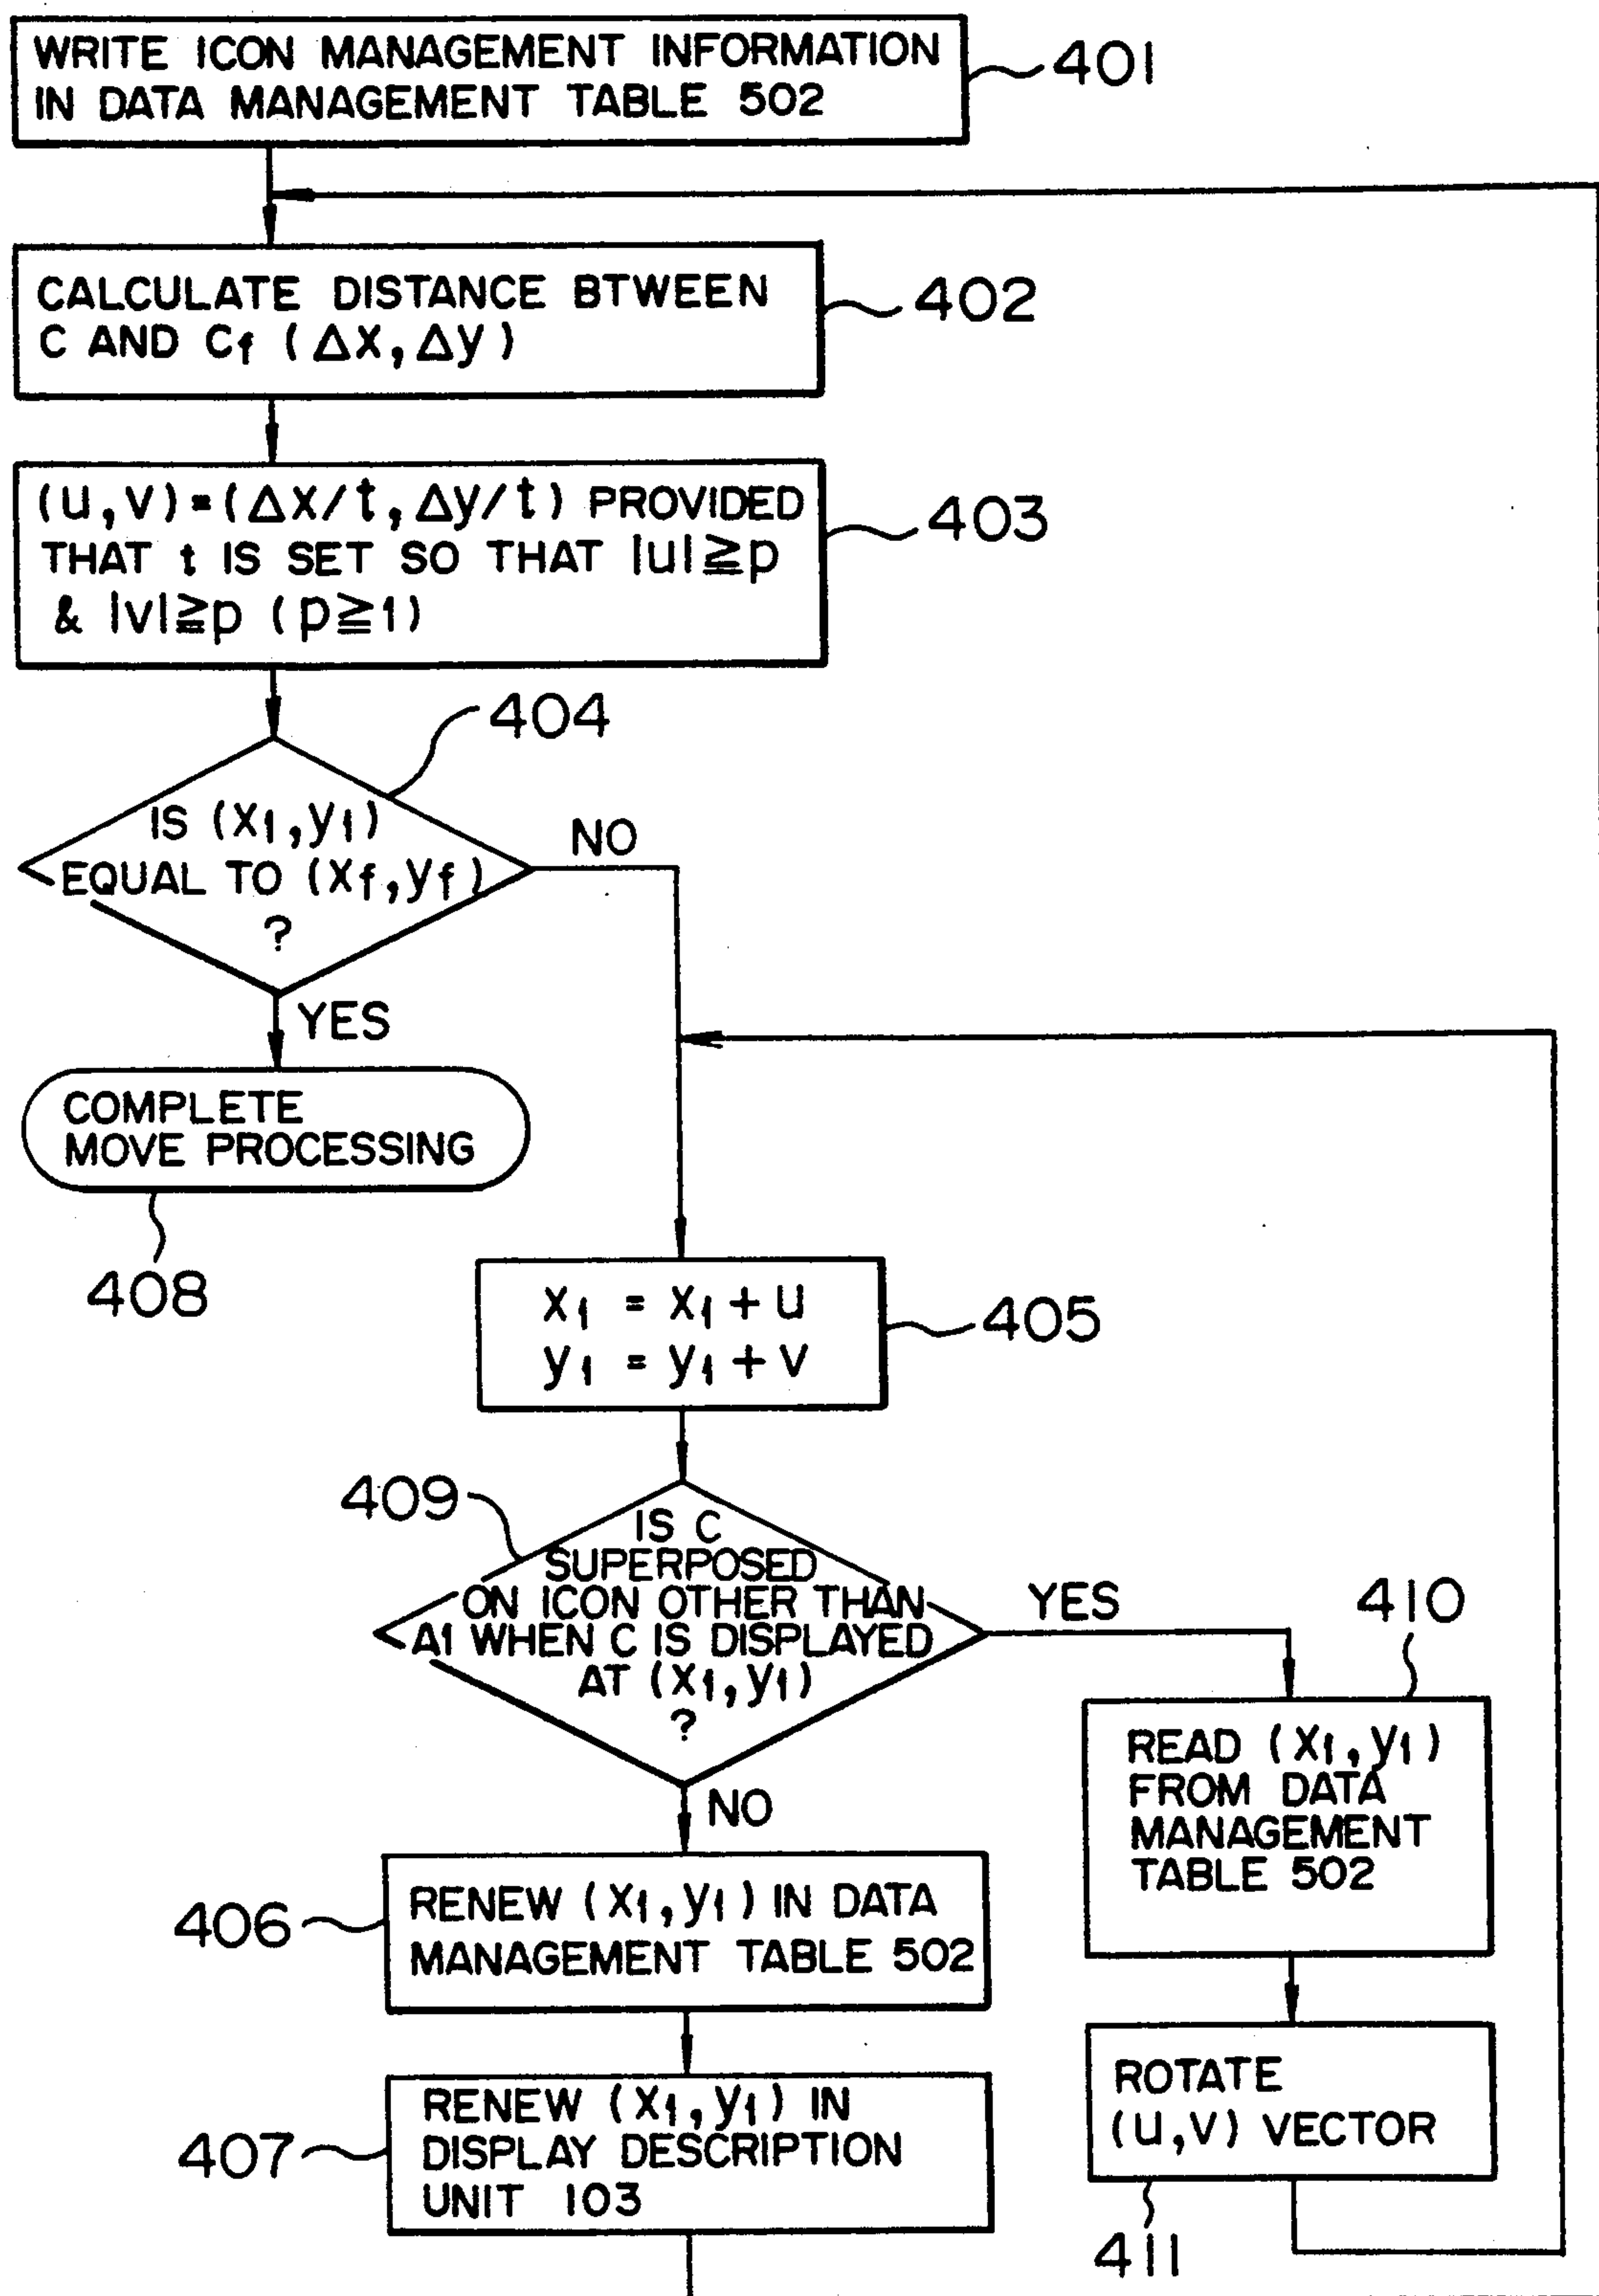 WRITE ICON MANAGEMENT INFORMATION
IN DATA MANAGEMENT TABLE 502
401
CALCULATE DISTANCE BTWEEN
C AND Cf (Δx, Δy)
402
(u, v) = (Δx/t, Δy/t) PROVIDED
THAT t IS SET SO THAT |u| ≧ p
& |v| ≧ p (p ≧ 1)
403
404
IS (x1, y1)
EQUAL TO (xf, yf)
?
NO
YES
COMPLETE
MOVE PROCESSING
408
x1 = x1 + u
y1 = y1 + v
405
409
IS C
SUPERPOSED
ON ICON OTHER THAN
A1 WHEN C IS DISPLAYED
AT (x1, y1)
?
YES
410
READ (x1, y1)
FROM DATA
MANAGEMENT
TABLE 502
NO
RENEW (x1, y1) IN DATA
MANAGEMENT TABLE 502
406
ROTATE
(u, v) VECTOR
411
RENEW (x1, y1) IN
DISPLAY DESCRIPTION
UNIT 103
407